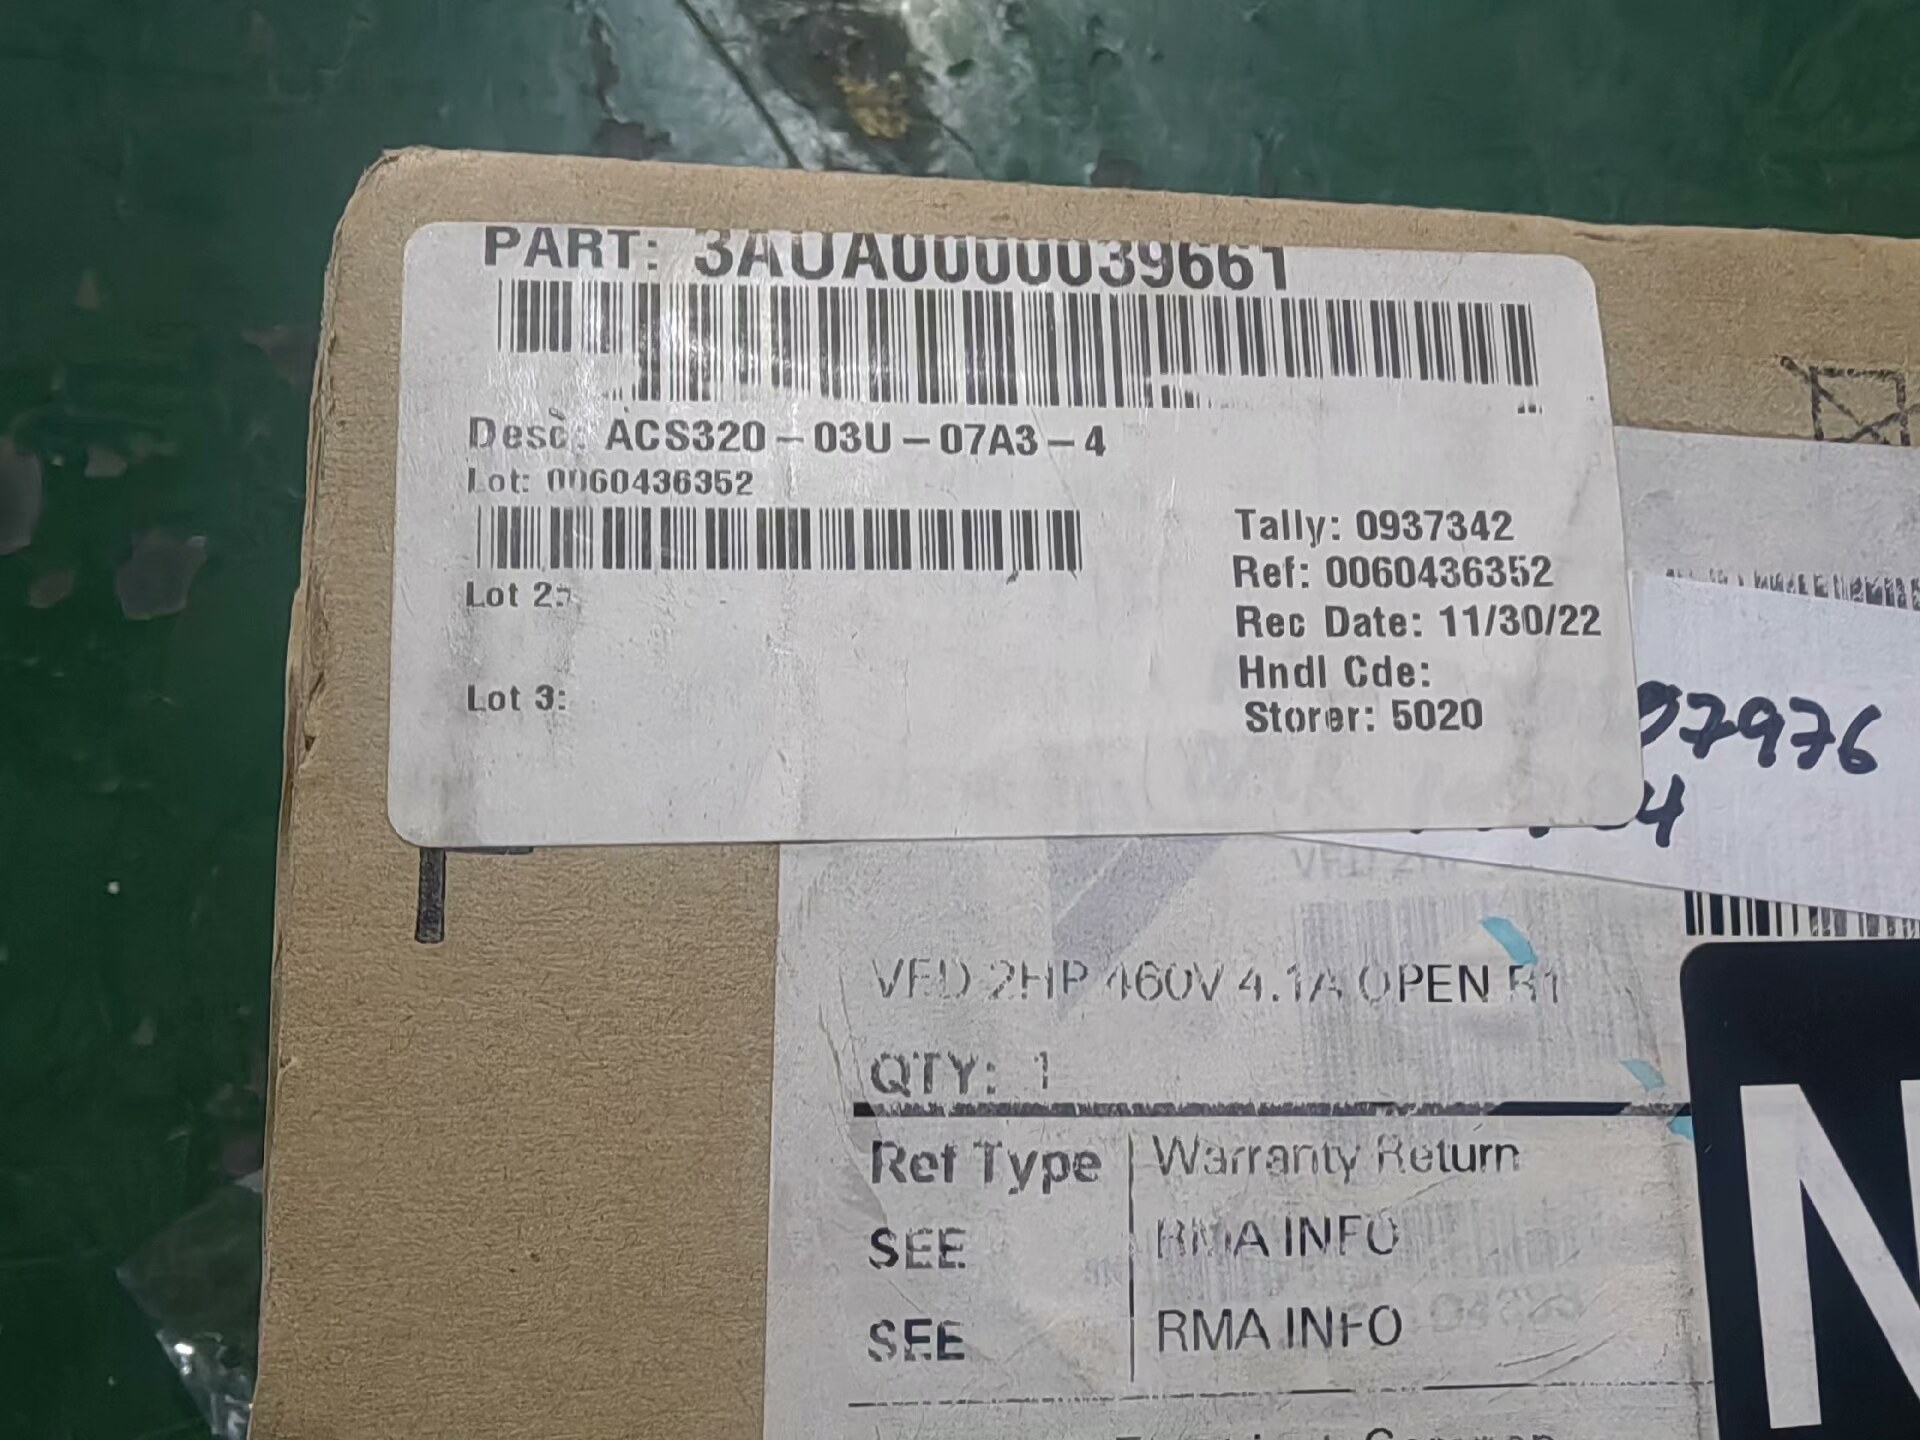 PART: 3AUA0000039661
Desc: ACS320-03U-07A3-4
Lot: 0060436352
Tally: 0937342
Ref: 0060436352
Lot 2:
Rec Date: 11/30/22
Hndl Cde:
Lot 3:
Storer: 5020
97976
4
VFD 2HP 460V 4.1A OPEN R1
QTY: 1
Ref Type Warranty Return
SEE RMA INFO
SEE RMA INFO
N